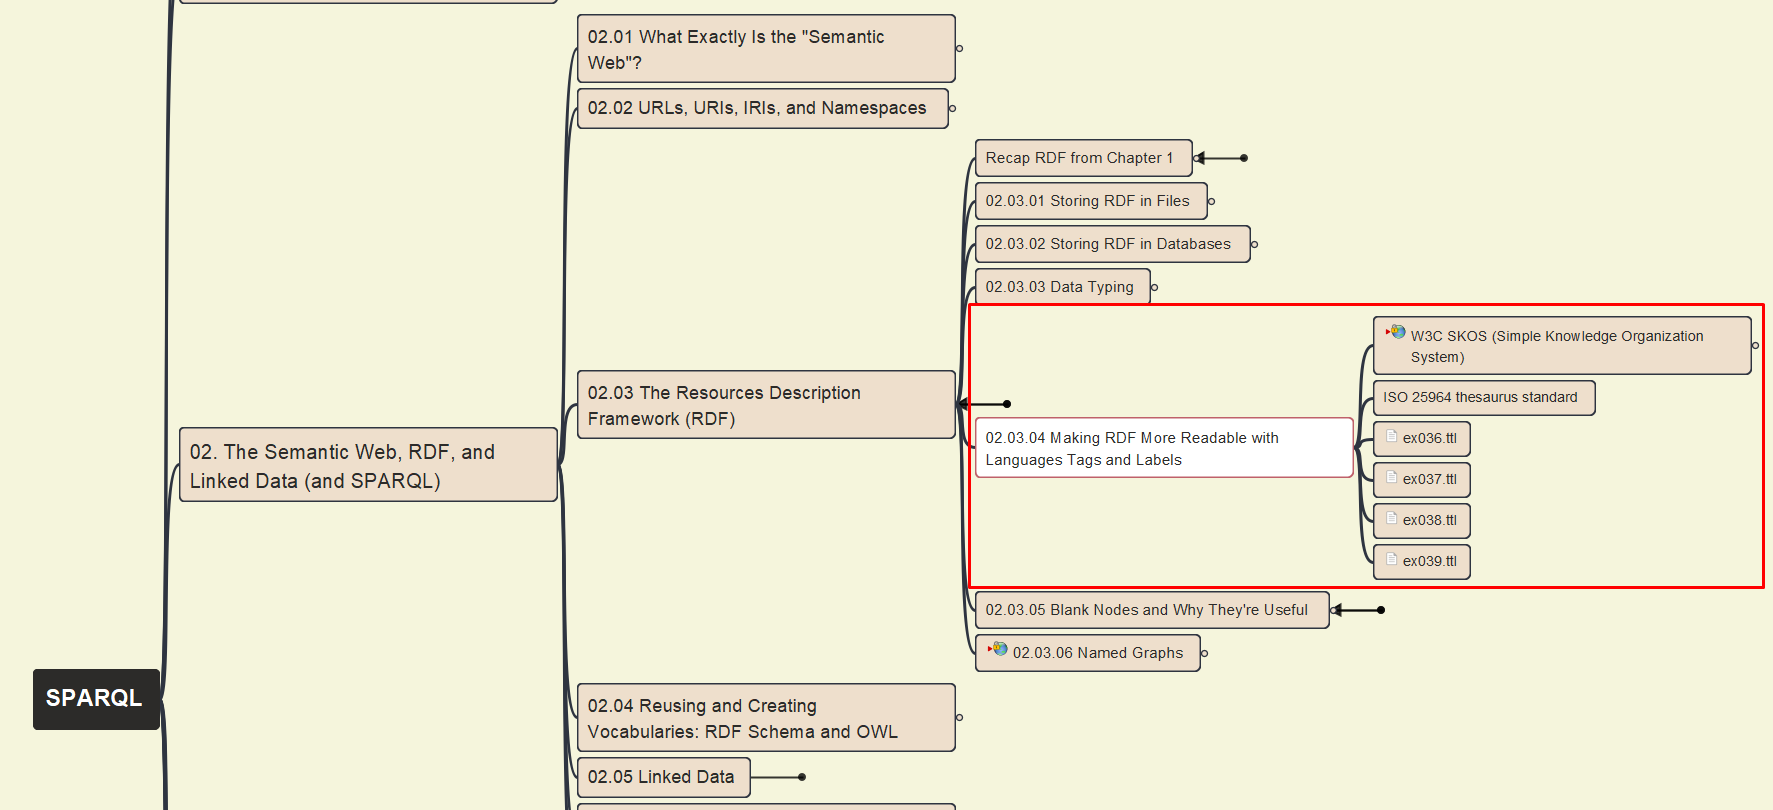 02.01 What Exactly Is the "Semantic
Web"?
02.02 URLs, URIs, IRIs, and Namespaces
Recap RDF from Chapter 1
02.03.01 Storing RDF in Files
02.03.02 Storing RDF in Databases
02.03.03 Data Typing
W3C SKOS (Simple Knowledge Organization
System)
ISO 25964 thesaurus standard
02.03 The Resources Description
Framework (RDF)
02.03.04 Making RDF More Readable with
Languages Tags and Labels
ex036.ttl
ex037.ttl
ex038.ttl
ex039.ttl
02. The Semantic Web, RDF, and
Linked Data (and SPARQL)
02.03.05 Blank Nodes and Why They're Useful
02.03.06 Named Graphs
SPARQL
02.04 Reusing and Creating
Vocabularies: RDF Schema and OWL
02.05 Linked Data